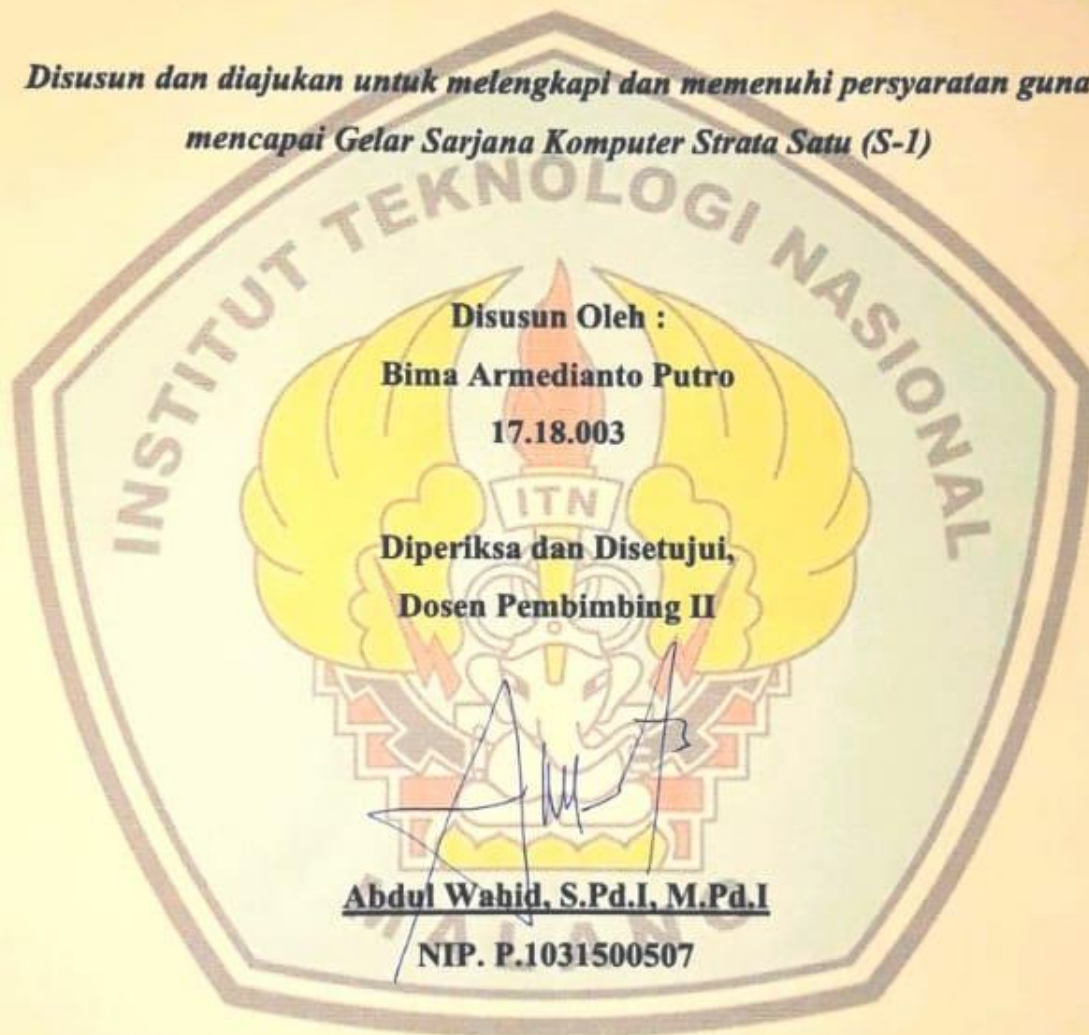 Disusun dan diajukan untuk melengkapi dan memenuhi persyaratan guna
mencapai Gelar Sarjana Komputer Strata Satu (S-1)
INSTITUT TEKNOLOGI NASIONAL
Disusun Oleh :
Bima Armedianto Putro
17.18.003
ITN
Diperiksa dan Disetujui,
Dosen Pembimbing II
Abdul Wahid, S.Pd.I, M.Pd.I
MALANG
NIP. P.1031500507